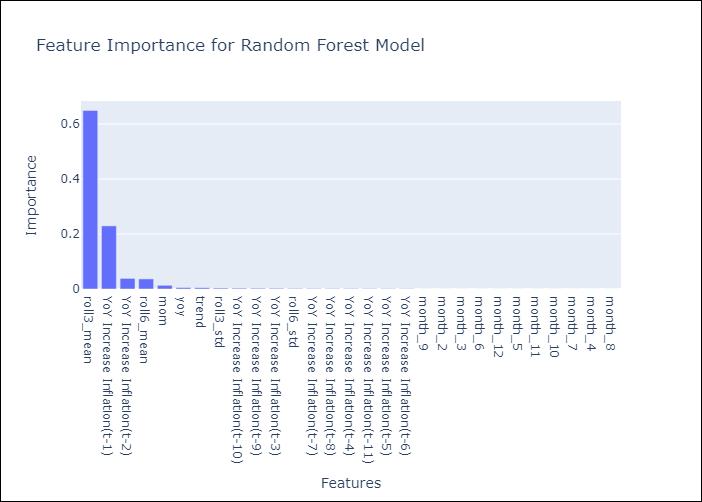 Feature Importance for Random Forest Model
Importance
0.6
0.4
0.2
0
roll3_mean
YoY Increase Inflation(t-1)
YoY Increase Inflation(t-2)
roll6_mean
mom
yoy
trend
roll3_std
YoY Increase Inflation(t-10)
YoY Increase Inflation(t-9)
YoY Increase Inflation(t-3)
roll6_std
YoY Increase Inflation(t-7)
YoY Increase Inflation(t-8)
YoY Increase Inflation(t-4)
YoY Increase Inflation(t-11)
YoY Increase Inflation(t-5)
YoY Increase Inflation(t-6)
month_9
month_2
month_3
month_6
month_12
month_5
month_11
month_10
month_7
month_4
month_8
Features